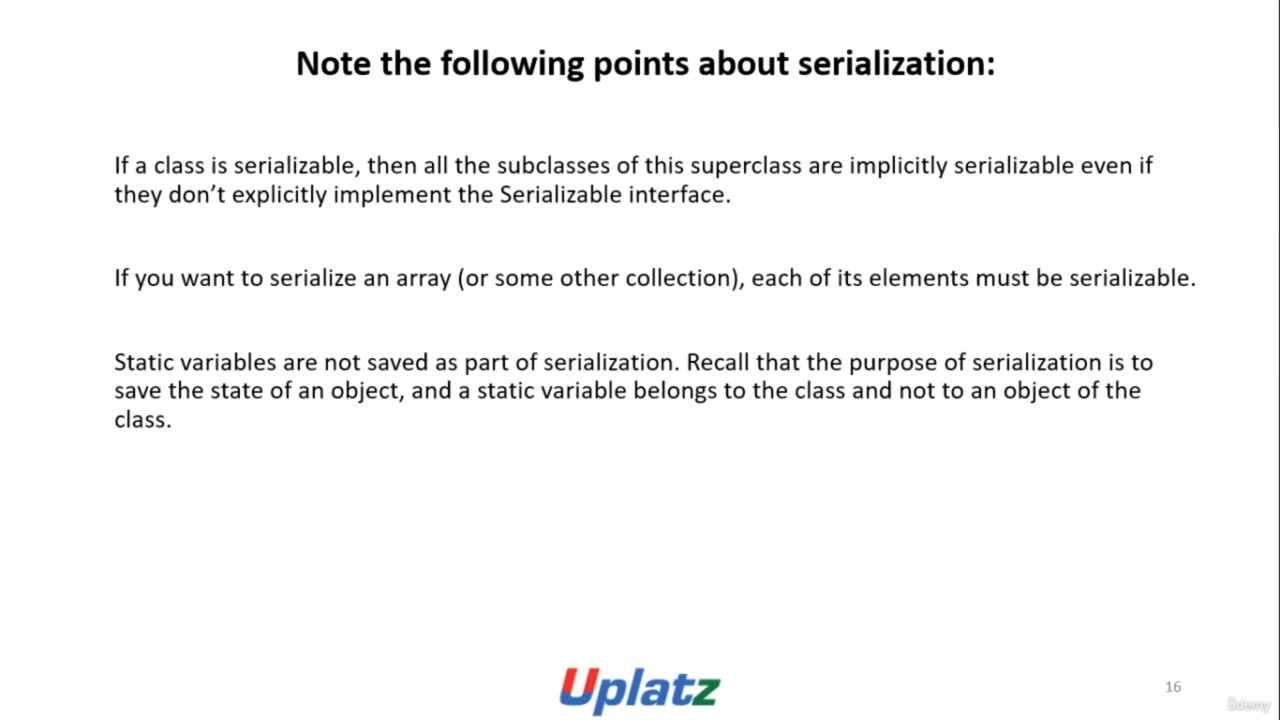 Note the following points about serialization:
If a class is serializable, then all the subclasses of this superclass are implicitly serializable even if
they don’t explicitly implement the Serializable interface.
If you want to serialize an array (or some other collection), each of its elements must be serializable.
Static variables are not saved as part of serialization. Recall that the purpose of serialization is to
save the state of an object, and a static variable belongs to the class and not to an object of the
class.
Uplatz
16
ûdemy